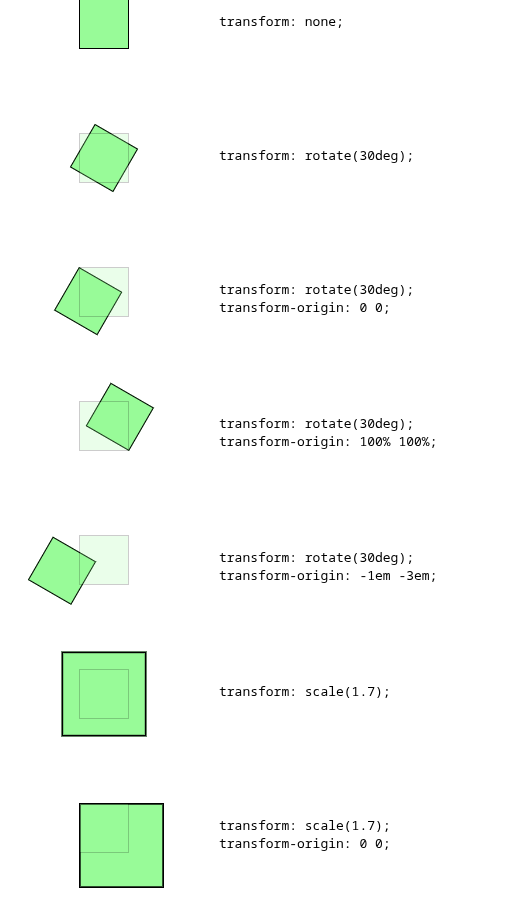 transform: none;
transform: rotate(30deg);
transform: rotate(30deg);
transform-origin: 0 0;
transform: rotate(30deg);
transform-origin: 100% 100%;
transform: rotate(30deg);
transform-origin: -1em -3em;
transform: scale(1.7);
transform: scale(1.7);
transform-origin: 0 0;